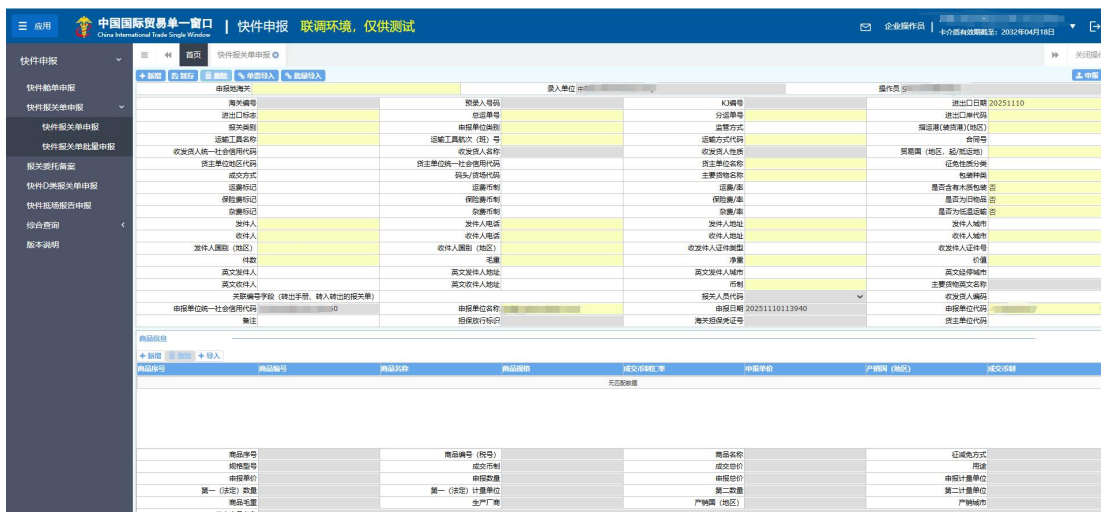 应用 中国国际贸易单一窗口 China International Trade Single Window | 快件申报 联调环境，仅供测试 企业操作员 | 卡介质有效期截至：2032年04月18日
快件申报
快件舱单申报
快件报关单申报
快件报关单申报
快件报关单批量申报
报关委托备案
快件D类报关单申报
快件抵场报告申报
综合查询
版本说明
首页 快件报关单申报 关闭操作
新增 暂存 删除 单票导入 批量导入 申报
申报地海关 录入单位 操作员
海关编号 预录入号码 KJ编号 进出口日期 20251110
进出口标志 总运单号 分运单号 进出口岸代码
报关类别 申报单位类别 监管方式 指运港(装货港)(地区)
运输工具名称 运输工具航次（班）号 运输方式代码 合同号
收发货人统一社会信用代码 收发货人名称 收发货人性质 贸易国（地区、起/抵运地）
货主单位地区代码 货主单位统一社会信用代码 货主单位名称 征免性质分类
成交方式 码头/货场代码 主要货物名称 包装种类
运费标记 运费币制 运费/率 是否含有木质包装 否
保险费标记 保险费币制 保险费/率 是否为旧物品 否
杂费标记 杂费币制 杂费/率 是否为低温运输 否
发件人 发件人电话 发件人地址 发件人城市
收件人 收件人电话 收件人地址 收件人城市
发件人国别（地区） 收件人国别（地区） 收发件人证件类型 收发件人证件号
件数 毛重 净重 价值
英文发件人 英文发件人地址 英文发件人城市 英文经停城市
英文收件人 英文收件人地址 币制 主要货物英文名称
关联编号字段（转出手册、转入转出的报关单） 报关人员代码 收发货人编码
申报单位统一社会信用代码 申报单位名称 申报日期 20251110113940 申报单位代码
备注 担保放行标识 海关担保凭证号 货主单位代码
商品信息
新增 删除 导入
商品序号 商品编号 商品名称 商品规格 成交币制汇率 申报单价 产销国（地区） 成交币制
无匹配数据
商品序号 商品编号（税号） 商品名称 征减免方式
规格型号 成交币制 成交总价 用途
申报单价 申报数量 申报总价 申报计量单位
第一（法定）数量 第一（法定）计量单位 第二数量 第二计量单位
商品毛重 生产厂商 产销国（地区） 产销城市